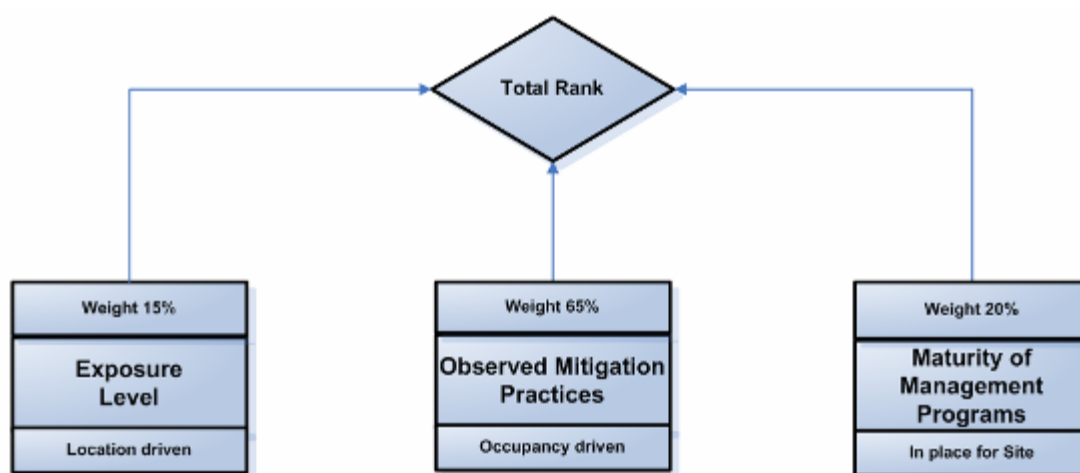 Total Rank
Weight 15%
Exposure
Level
Location driven
Weight 65%
Observed Mitigation
Practices
Occupancy driven
Weight 20%
Maturity of
Management
Programs
In place for Site